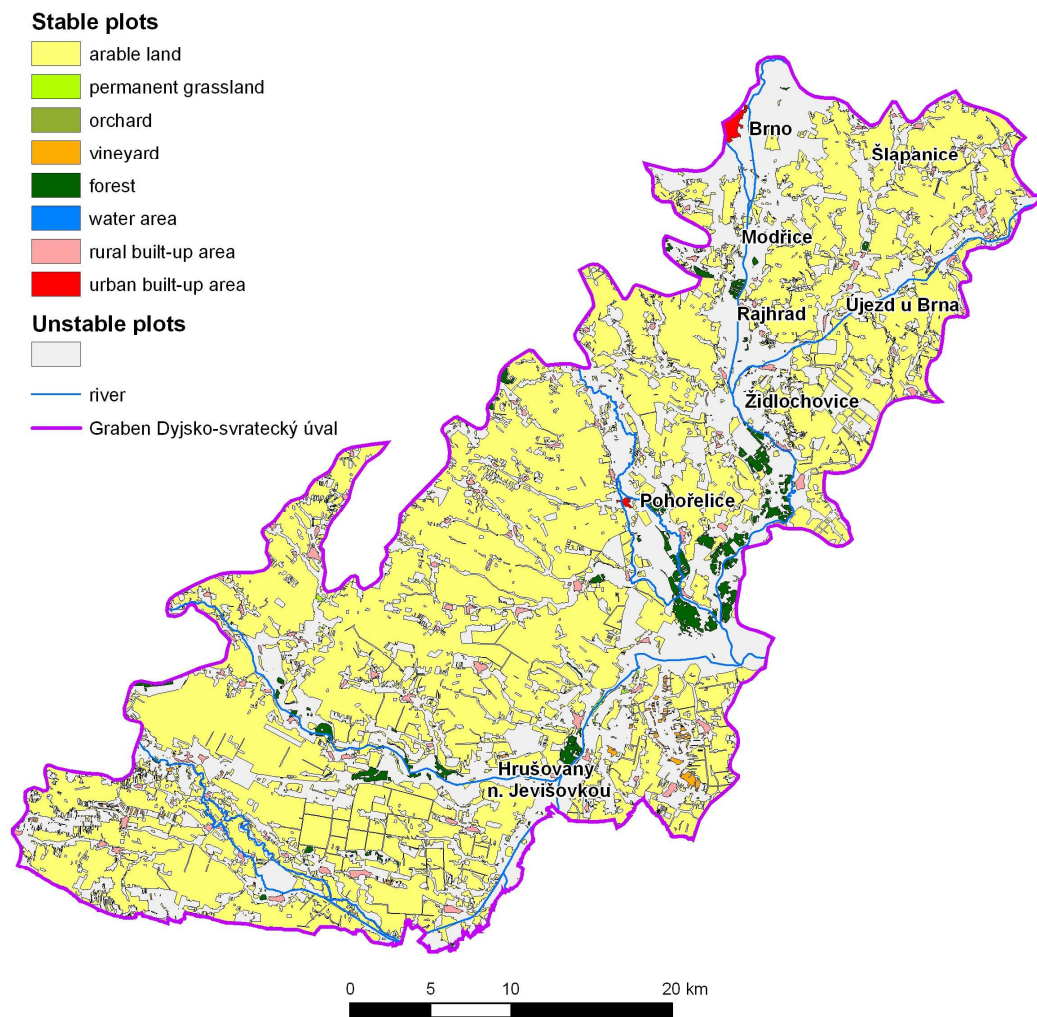 Stable plots
arable land
permanent grassland
orchard
vineyard
forest
water area
rural built-up area
urban built-up area
Unstable plots
river
Graben Dyjsko-svratecký úval
Brno
Šlapanice
Modřice
Rajhrad
Újezd u Brna
Židlochovice
Pohořelice
Hrušovany
n. Jevišovkou
0 5 10 20 km